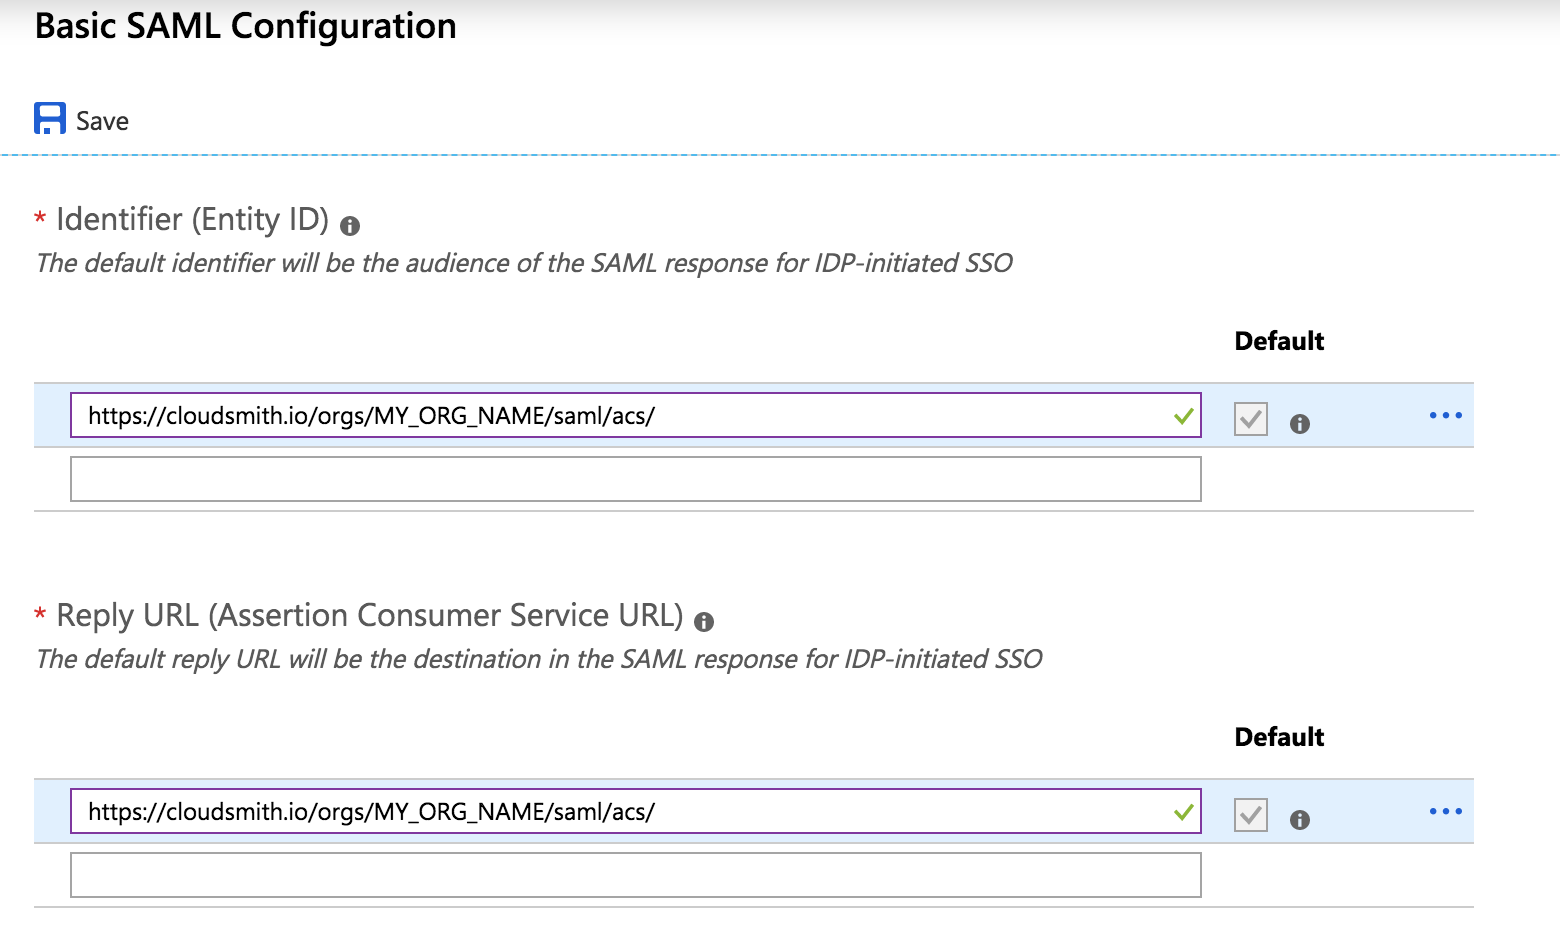 Basic SAML Configuration
Save
* Identifier (Entity ID)
The default identifier will be the audience of the SAML response for IDP-initiated SSO
Default
https://cloudsmith.io/orgs/MY_ORG_NAME/saml/acs/
* Reply URL (Assertion Consumer Service URL)
The default reply URL will be the destination in the SAML response for IDP-initiated SSO
Default
https://cloudsmith.io/orgs/MY_ORG_NAME/saml/acs/